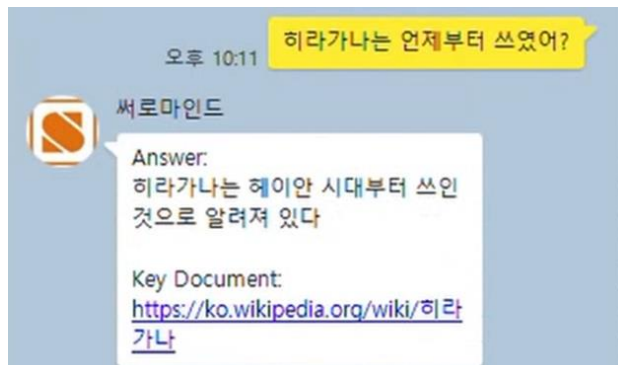 히라가나는 언제부터 쓰였어?
오후 10:11
써로마인드
Answer:
히라가나는 헤이안 시대부터 쓰인
것으로 알려져 있다
Key Document:
https://ko.wikipedia.org/wiki/히라
가나